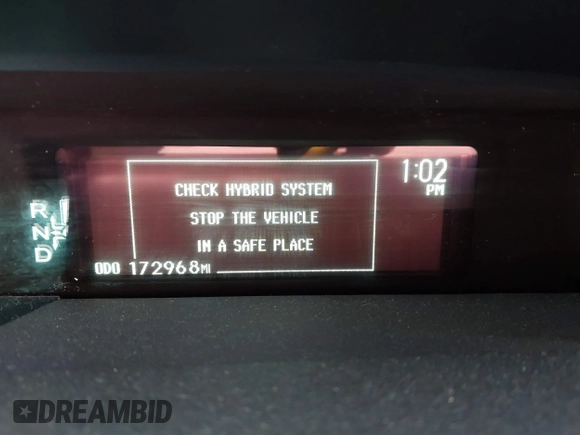 1:02
PM
CHECK HYBRID SYSTEM
STOP THE VEHICLE
IN A SAFE PLACE
R
N
D
ODO 172968MI
DREAMBID